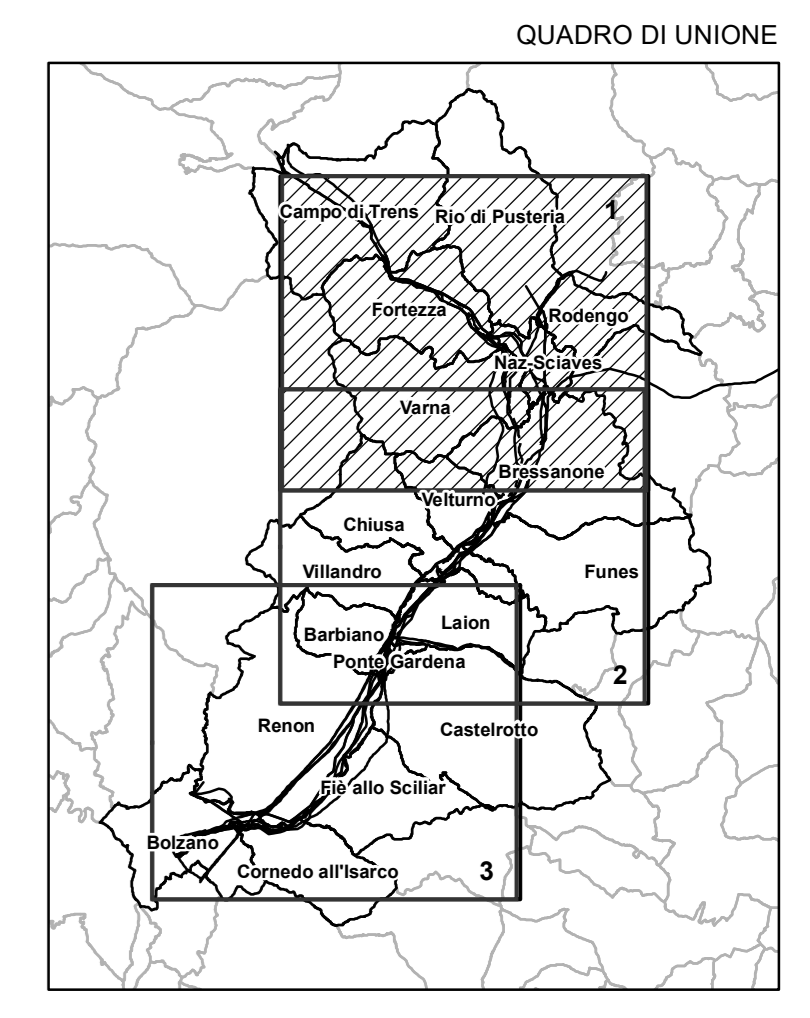 QUADRO DI UNIONE
Campo di Trens
Rio di Pusteria
1
Fortezza
Rodengo
Naz-Sciaves
Varna
Bressanone
Velturno
Chiusa
Villandro
Funes
Laion
Barbiano
Ponte Gardena
2
Renon
Castelrotto
Fiè allo Sciliar
Bolzano
Cornedo all'Isarco
3